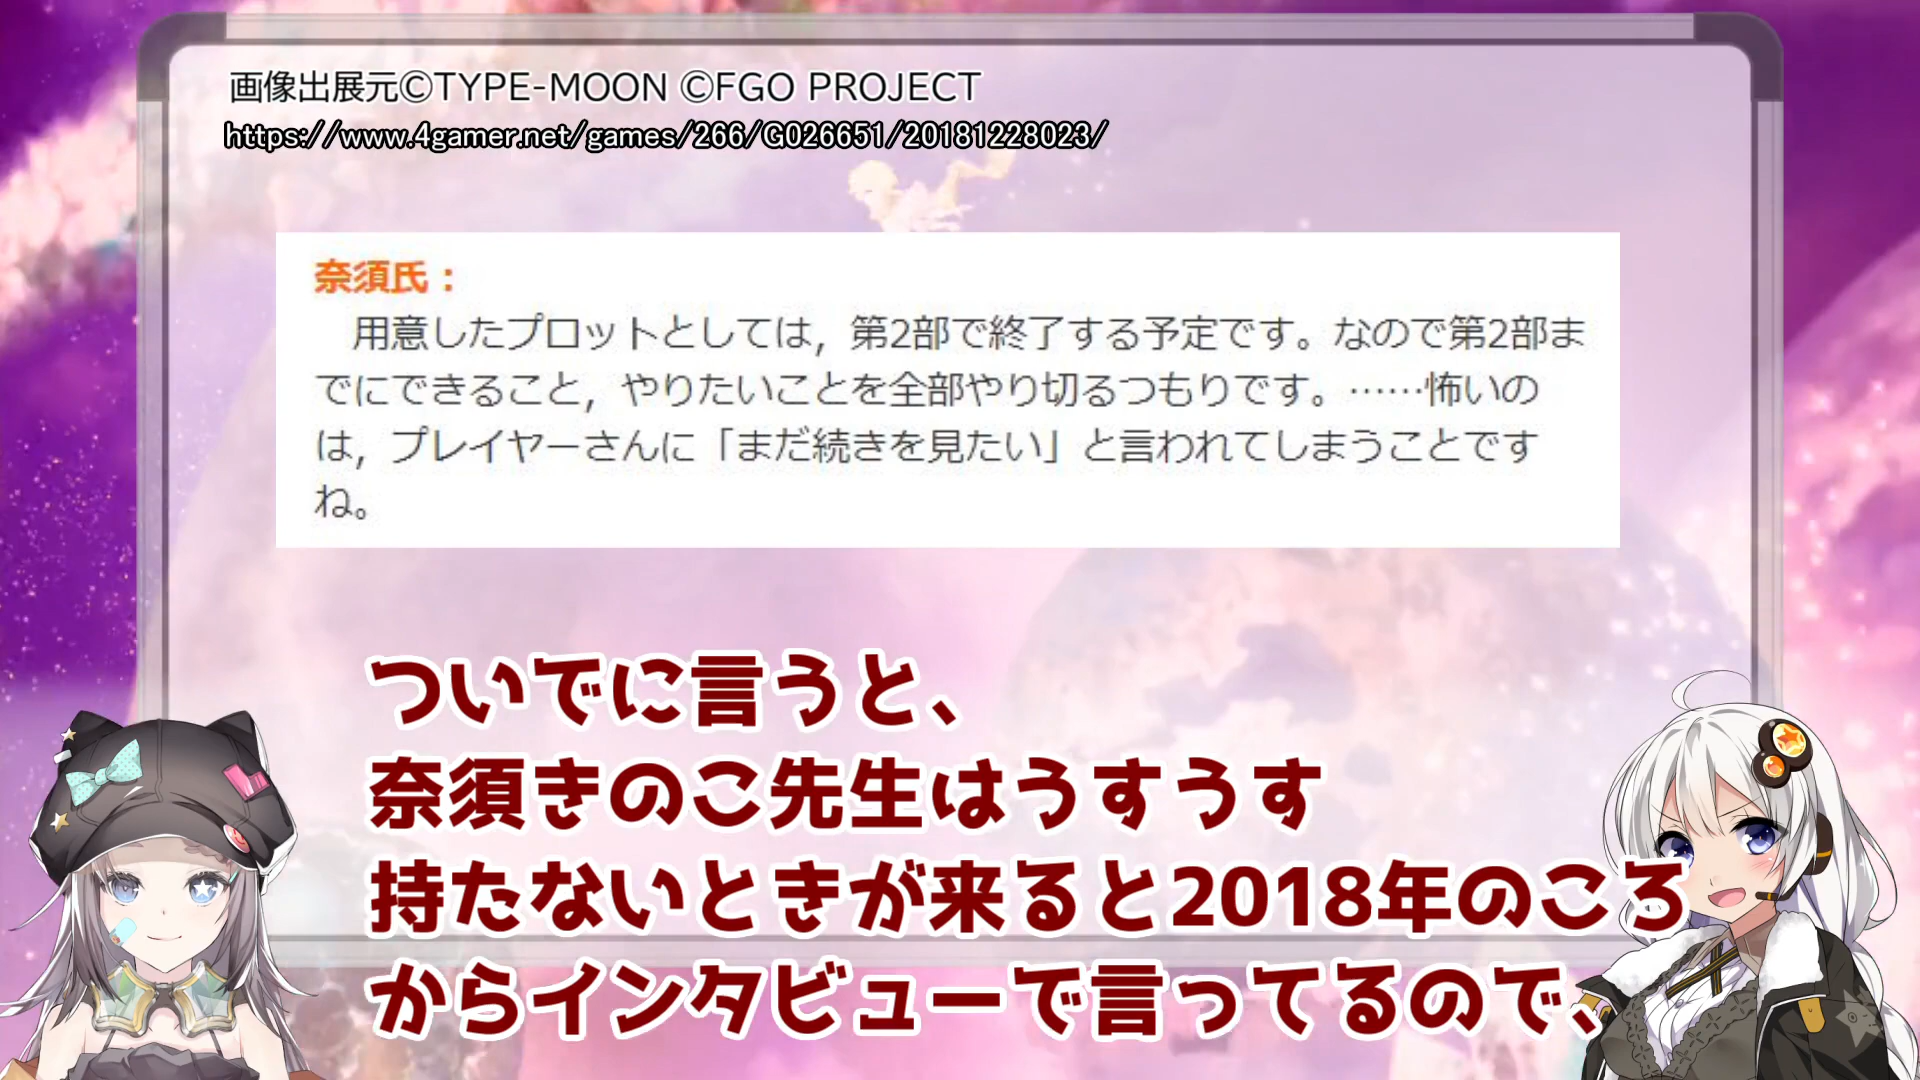 画像出展元©TYPE-MOON ©FGO PROJECT
https://www.4gamer.net/games/266/G026651/20181228023/
奈須氏：
用意したプロットとしては，第2部で終了する予定です。なので第2部ま
でにできること，やりたいことを全部やり切るつもりです。……怖いの
は，プレイヤーさんに「まだ続きを見たい」と言われてしまうことです
ね。
ついでに言うと、
奈須きのこ先生はうすうす
持たないときが来ると2018年のころ
からインタビューで言ってるので、